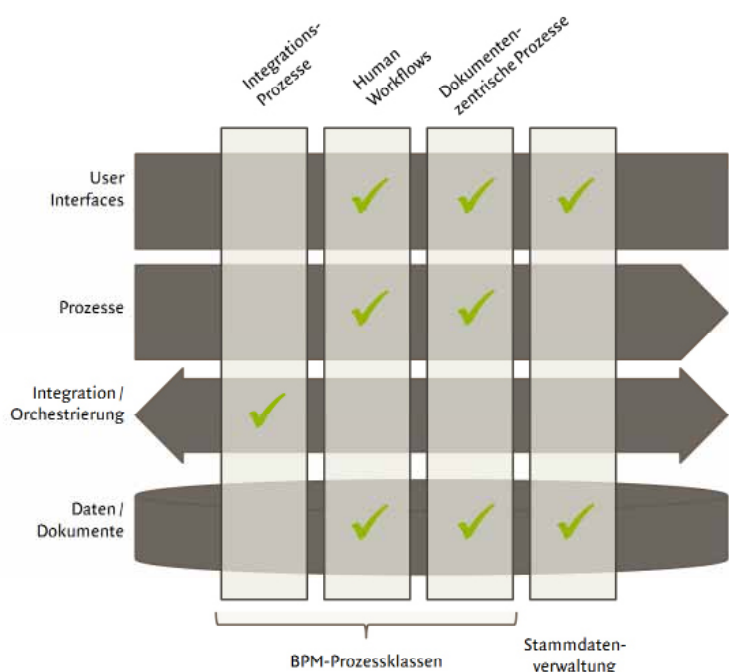 Integrations-
Prozesse
Human
Workflows
Dokumenten-
zentrische Prozesse
User
Interfaces
Prozesse
Integration /
Orchestrierung
Daten /
Dokumente
BPM-Prozessklassen
Stammdaten-
verwaltung